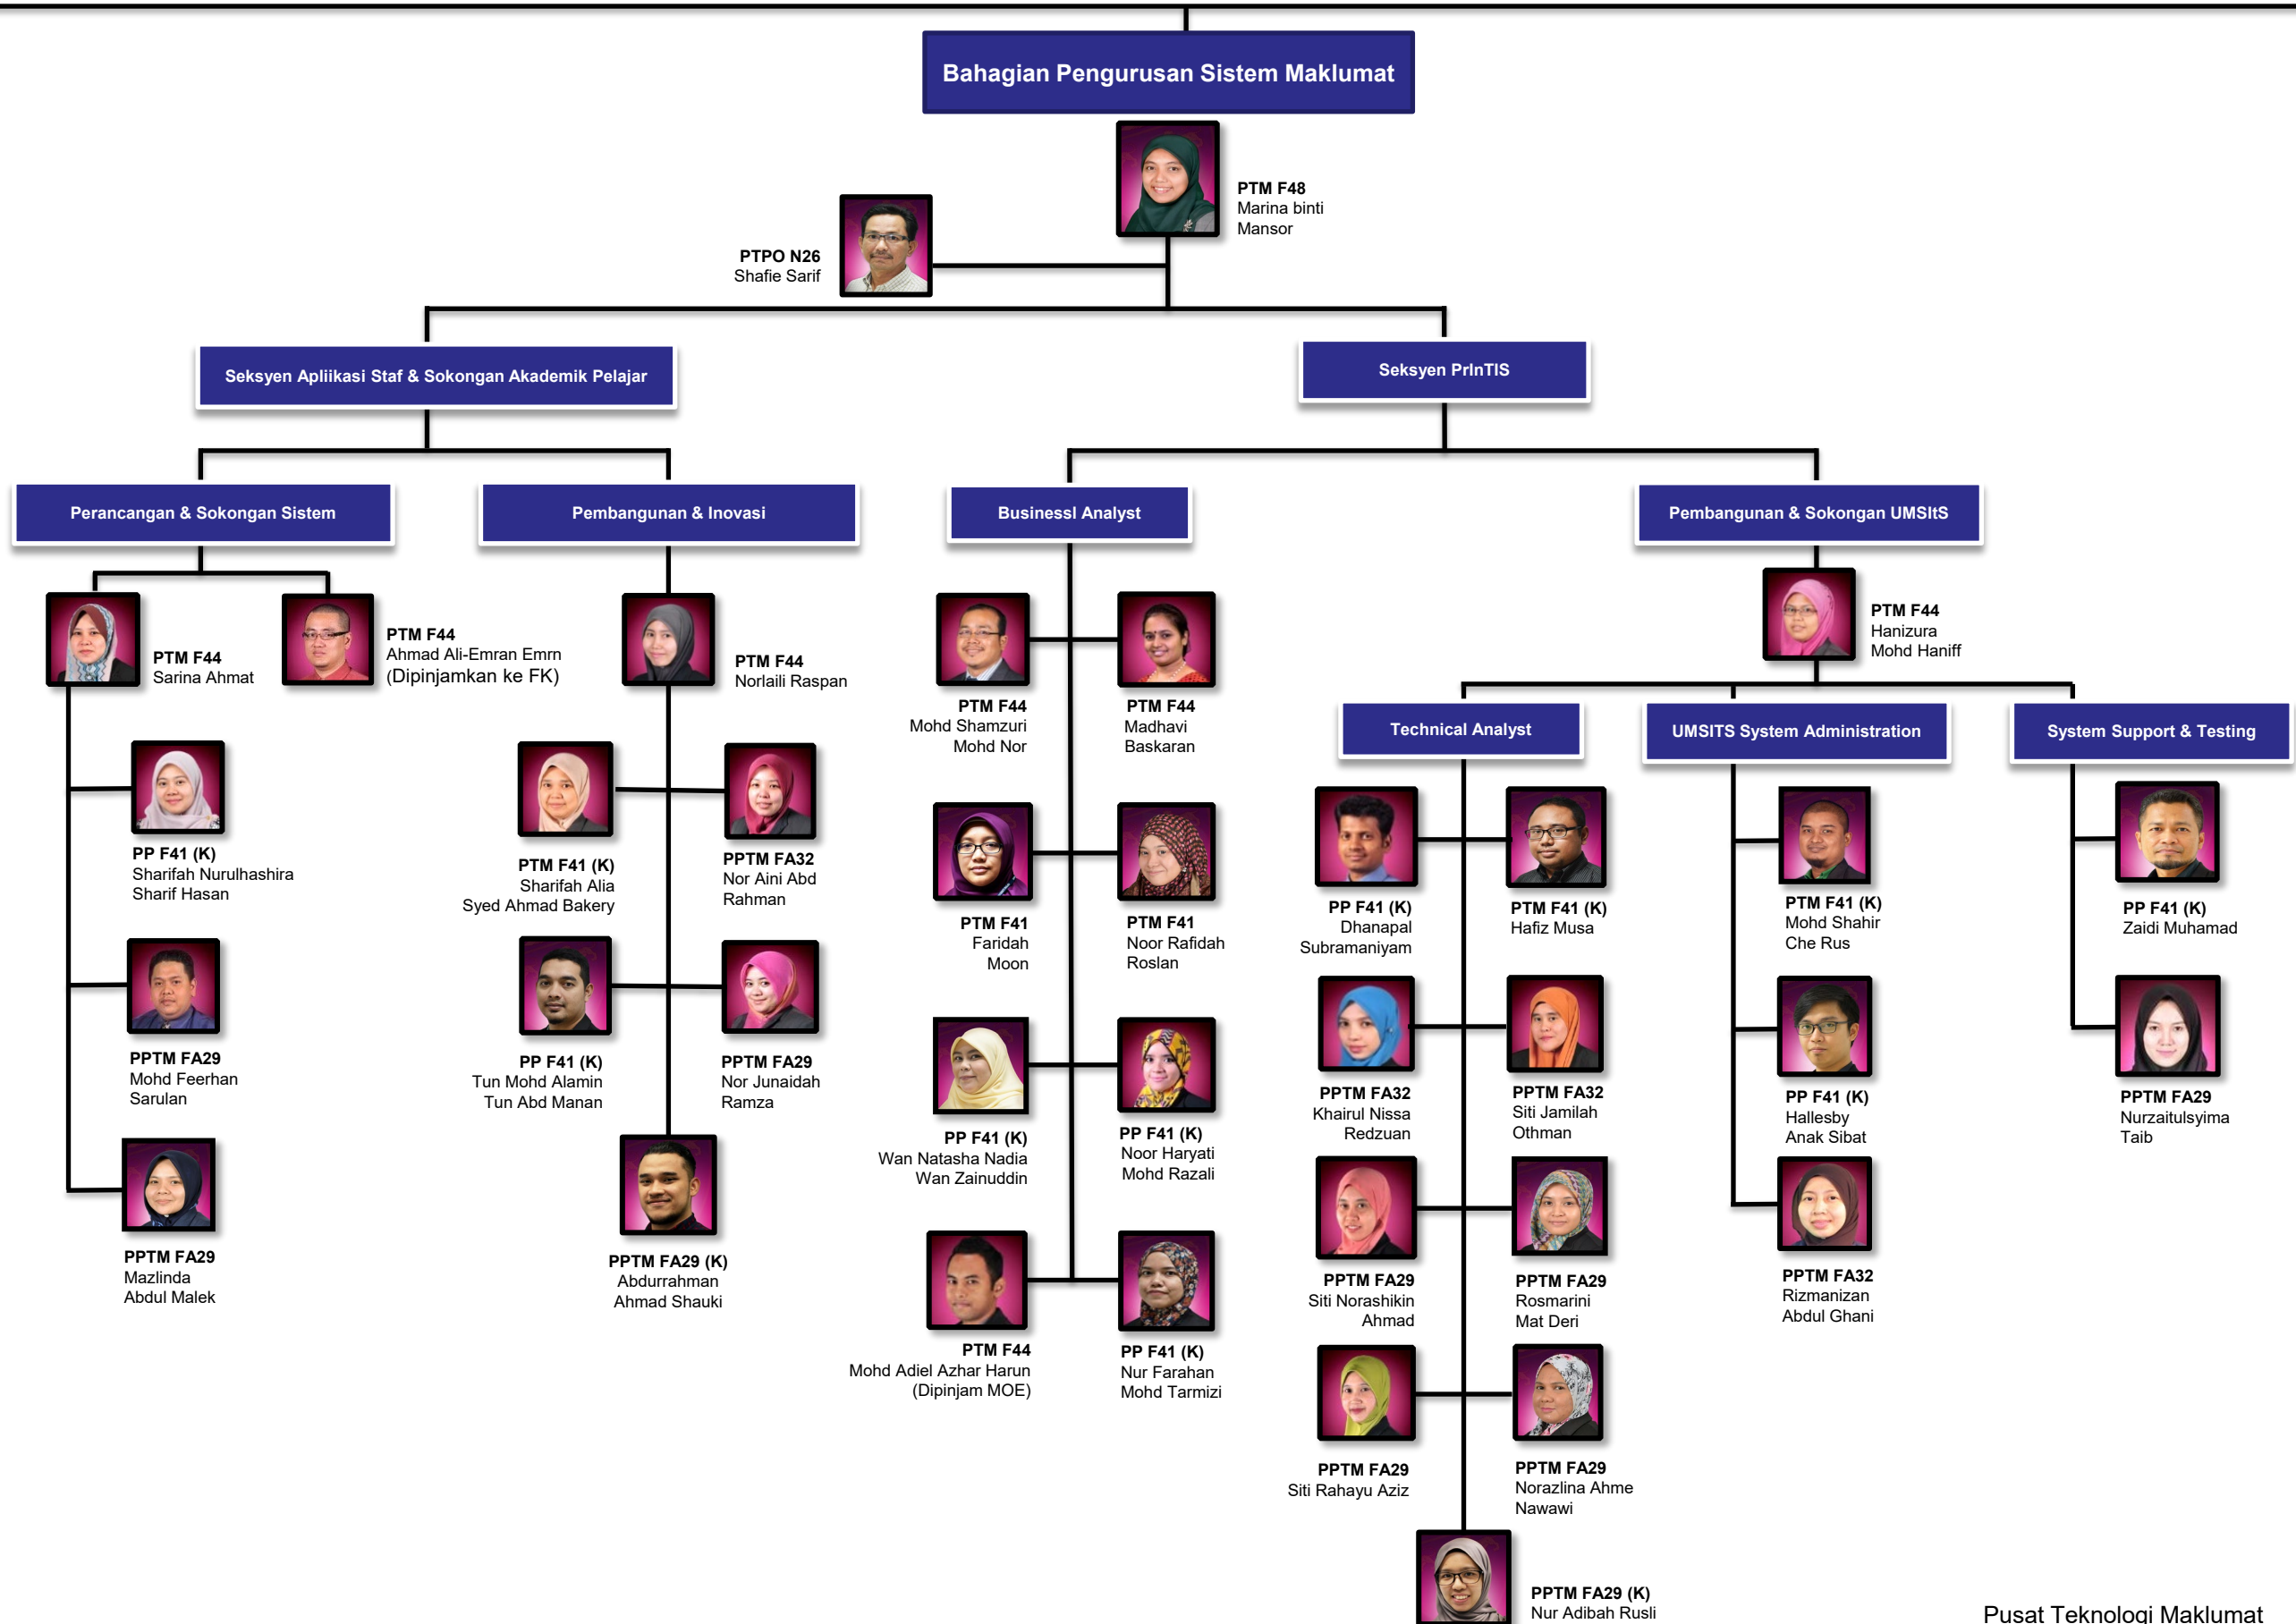 Bahagian Pengurusan Sistem Maklumat
PTM F48
Marina binti
Mansor
PTPO N26
Shafie Sarif
Seksyen Apliikasi Staf & Sokongan Akademik Pelajar
Seksyen PrInTIS
Perancangan & Sokongan Sistem
Pembangunan & Inovasi
Businessl Analyst
Pembangunan & Sokongan UMSItS
PTM F44
Sarina Ahmat
PTM F44
Ahmad Ali-Emran Emrn
(Dipinjamkan ke FK)
PP F41 (K)
Sharifah Nurulhashira
Sharif Hasan
PPTM FA29
Mohd Feerhan
Sarulan
PPTM FA29
Mazlinda
Abdul Malek
PTM F44
Norlaili Raspan
PTM F41 (K)
Sharifah Alia
Syed Ahmad Bakery
PPTM FA32
Nor Aini Abd
Rahman
PP F41 (K)
Tun Mohd Alamin
Tun Abd Manan
PPTM FA29
Nor Junaidah
Ramza
PPTM FA29 (K)
Abdurrahman
Ahmad Shauki
PTM F44
Mohd Shamzuri
Mohd Nor
PTM F44
Madhavi
Baskaran
PTM F41
Faridah
Moon
PTM F41
Noor Rafidah
Roslan
PP F41 (K)
Wan Natasha Nadia
Wan Zainuddin
PP F41 (K)
Noor Haryati
Mohd Razali
PTM F44
Mohd Adiel Azhar Harun
(Dipinjam MOE)
PP F41 (K)
Nur Farahan
Mohd Tarmizi
PTM F44
Hanizura
Mohd Haniff
Technical Analyst
UMSITS System Administration
System Support & Testing
PP F41 (K)
Dhanapal
Subramaniyam
PTM F41 (K)
Hafiz Musa
PPTM FA32
Khairul Nissa
Redzuan
PPTM FA32
Siti Jamilah
Othman
PPTM FA29
Siti Norashikin
Ahmad
PPTM FA29
Rosmarini
Mat Deri
PPTM FA29
Siti Rahayu Aziz
PPTM FA29
Norazlina Ahme
Nawawi
PPTM FA29 (K)
Nur Adibah Rusli
PTM F41 (K)
Mohd Shahir
Che Rus
PP F41 (K)
Hallesby
Anak Sibat
PPTM FA32
Rizmanizan
Abdul Ghani
PP F41 (K)
Zaidi Muhamad
PPTM FA29
Nurzaitulsyima
Taib
Pusat Teknologi Maklumat